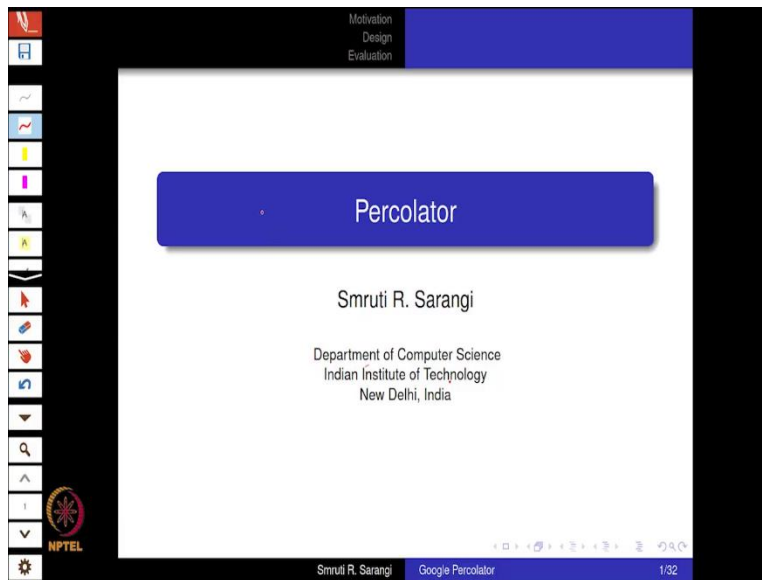 Motivation
Design
Evaluation
Percolator
Smruti R. Sarangi
Department of Computer Science
Indian Institute of Technology
New Delhi, India
NPTEL
Smruti R. Sarangi
Google Percolator
1/32